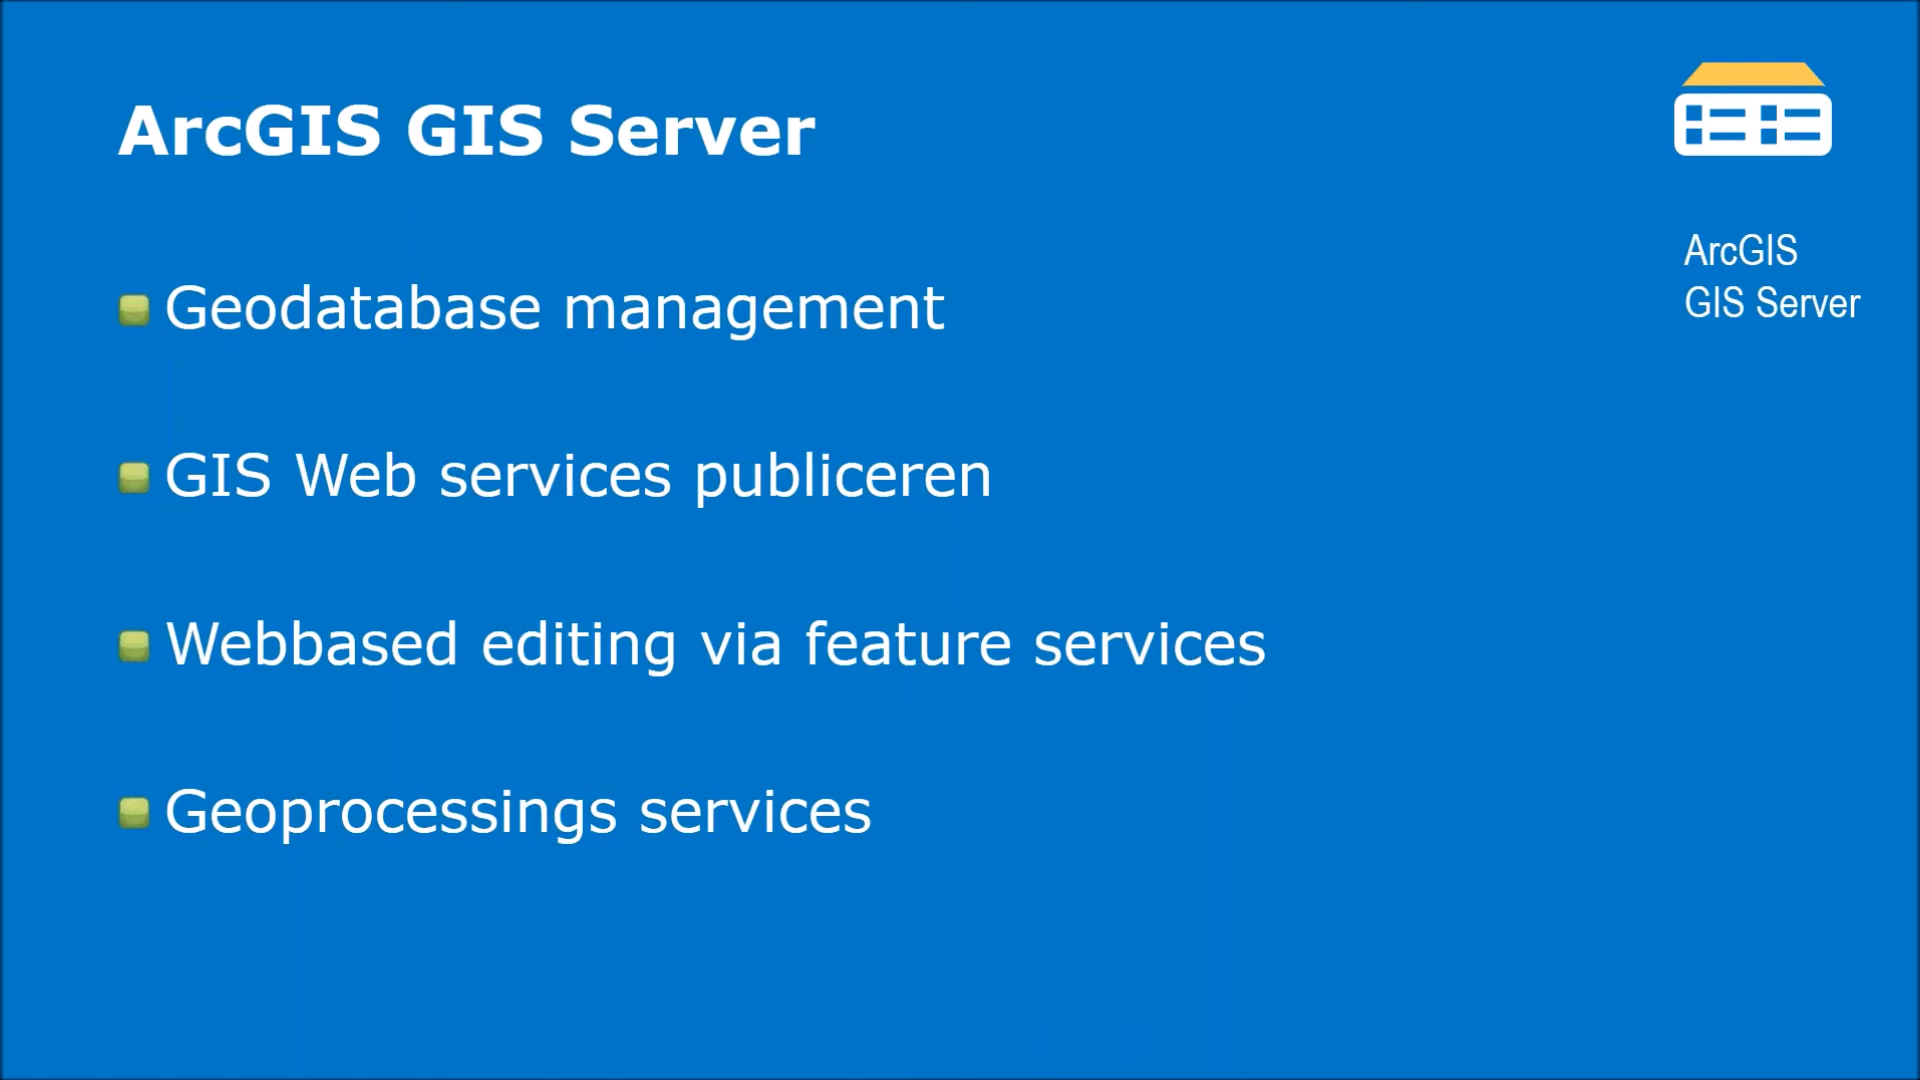 ArcGIS GIS Server
ArcGIS
GIS Server
Geodatabase management
GIS Web services publiceren
Webbased editing via feature services
Geoprocessings services